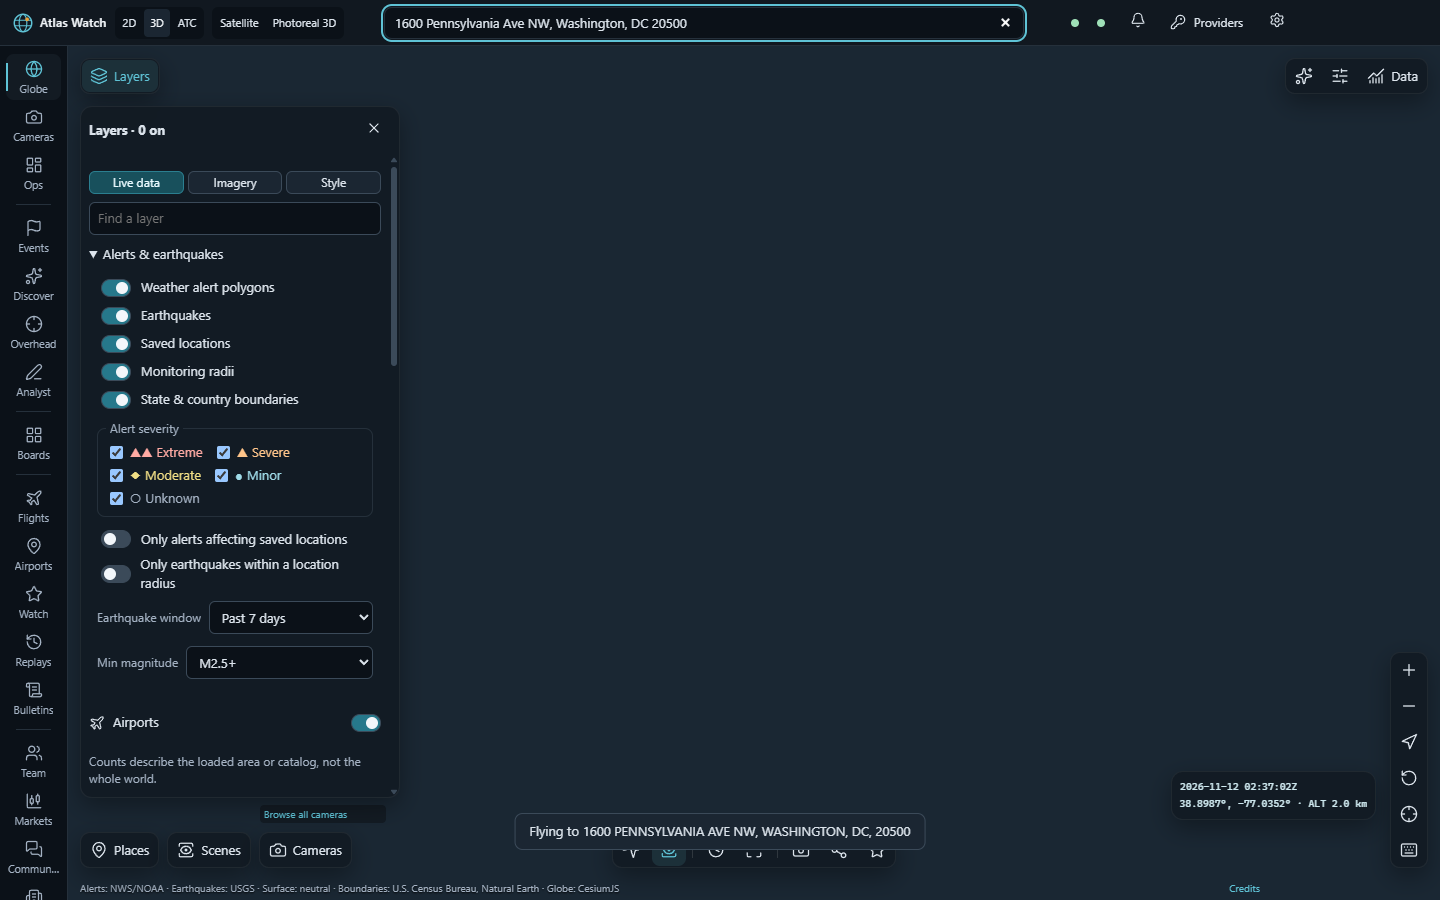 Atlas Watch
2D
3D
ATC
Satellite
Photoreal 3D
1600 Pennsylvania Ave NW, Washington, DC 20500
Providers
Globe
Cameras
Ops
Events
Discover
Overhead
Analyst
Boards
Flights
Airports
Watch
Replays
Bulletins
Team
Markets
Commun...
Layers
Data
Layers · 0 on
Live data
Imagery
Style
Find a layer
Alerts & earthquakes
Weather alert polygons
Earthquakes
Saved locations
Monitoring radii
State & country boundaries
Alert severity
Extreme
Severe
Moderate
Minor
Unknown
Only alerts affecting saved locations
Only earthquakes within a location
radius
Earthquake window
Past 7 days
Min magnitude
M2.5+
Airports
Counts describe the loaded area or catalog, not the
whole world.
Browse all cameras
Places
Scenes
Cameras
Flying to 1600 PENNSYLVANIA AVE NW, WASHINGTON, DC, 20500
2026-11-12 02:37:02Z
38.8987°, -77.0352° · ALT 2.0 km
Alerts: NWS/NOAA · Earthquakes: USGS · Surface: neutral · Boundaries: U.S. Census Bureau, Natural Earth · Globe: CesiumJS
Credits